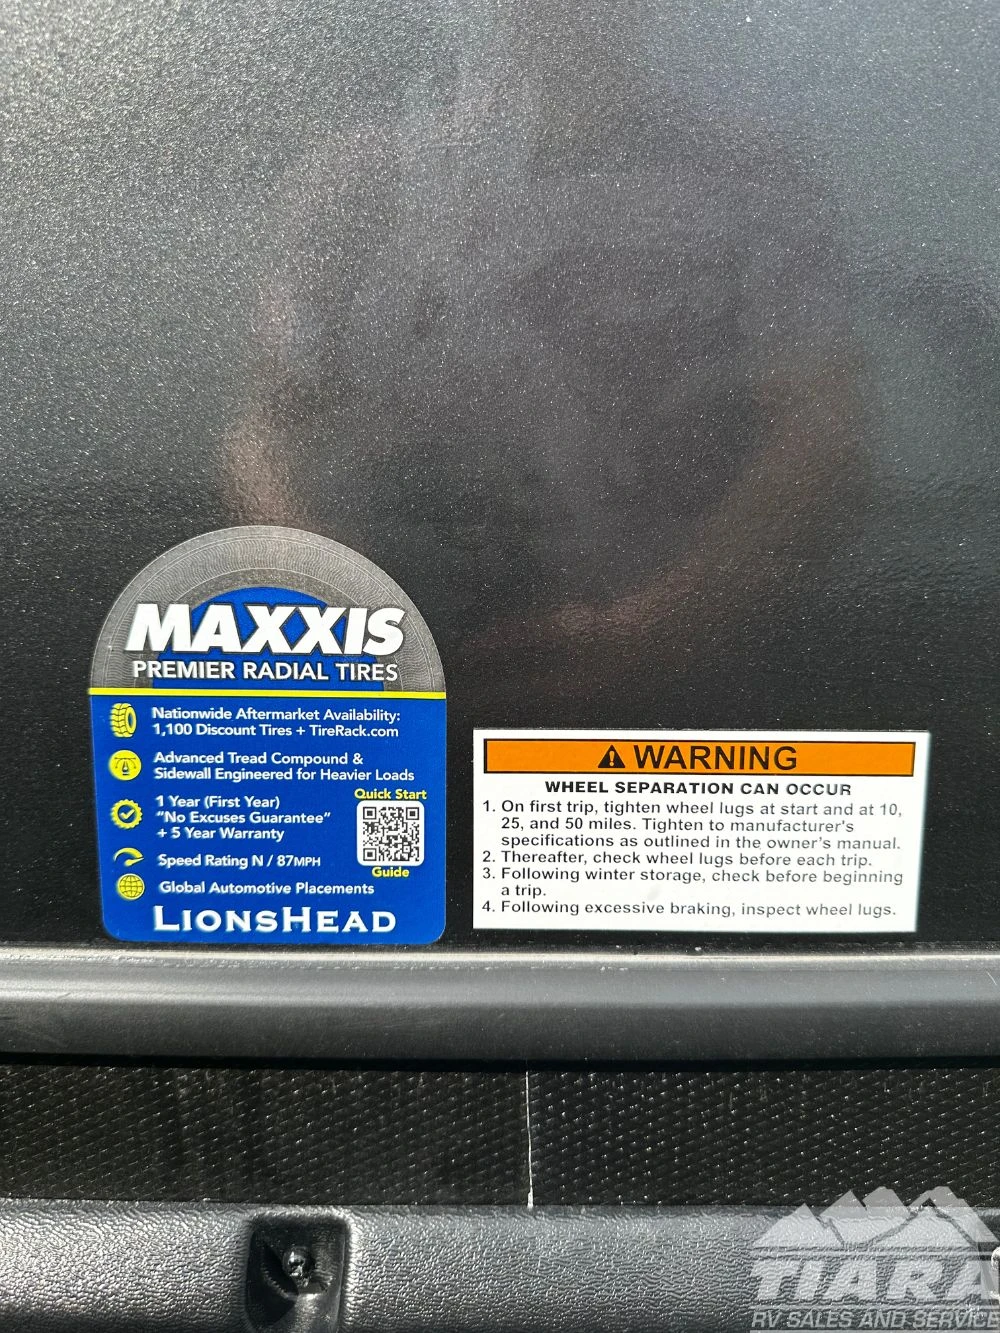 MAXXIS
PREMIER RADIAL TIRES
Nationwide Aftermarket Availability:
1,100 Discount Tires + TireRack.com
Advanced Tread Compound &
Sidewall Engineered for Heavier Loads
1 Year (First Year)
"No Excuses Guarantee"
+ 5 Year Warranty
Quick Start
Guide
Speed Rating N / 87MPH
Global Automotive Placements
LIONSHEAD
WARNING
WHEEL SEPARATION CAN OCCUR
1. On first trip, tighten wheel lugs at start and at 10,
25, and 50 miles. Tighten to manufacturer's
specifications as outlined in the owner's manual.
2. Thereafter, check wheel lugs before each trip.
3. Following winter storage, check before beginning
a trip.
4. Following excessive braking, inspect wheel lugs.
TIARA
RV SALES AND SERVICE